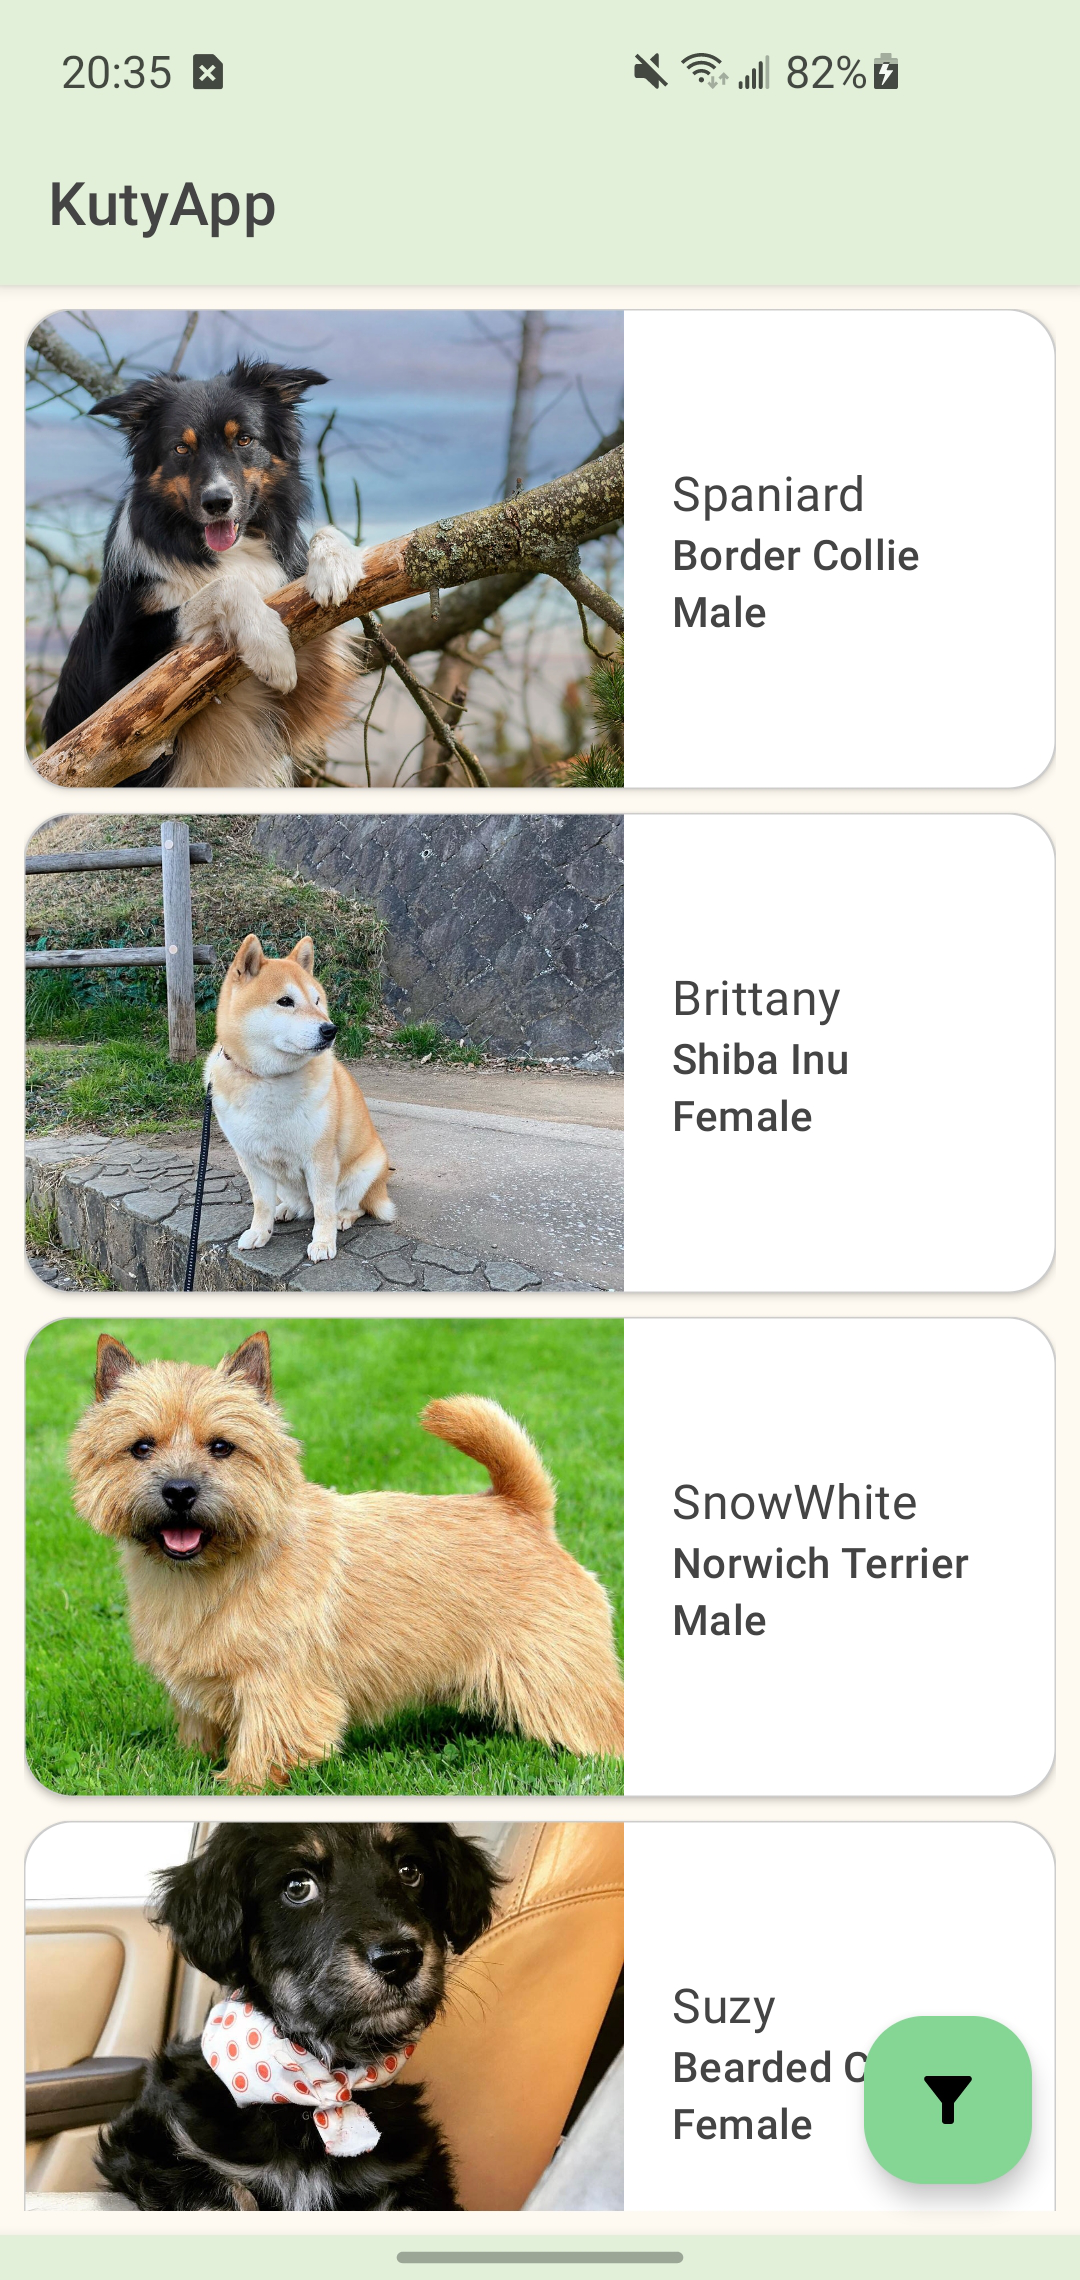 20:35 82%
KutyApp
Spaniard
Border Collie
Male
Brittany
Shiba Inu
Female
SnowWhite
Norwich Terrier
Male
Suzy
Bearded
Female